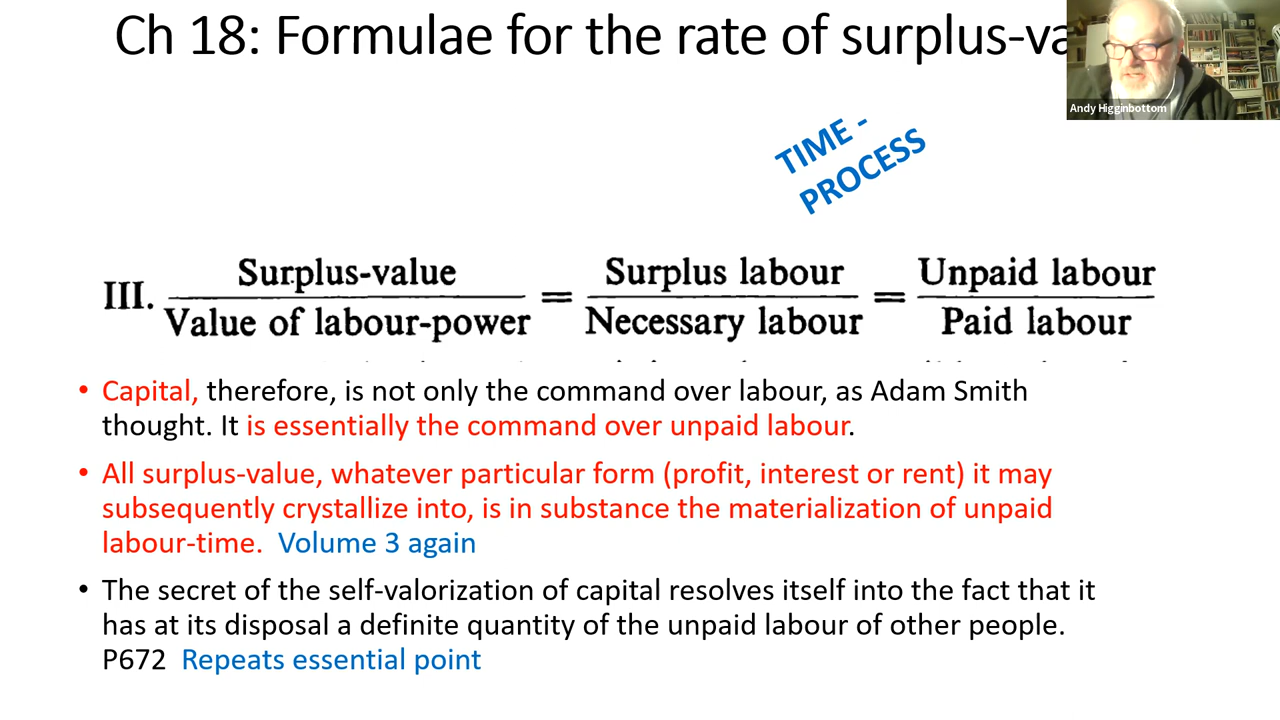 Ch 18: Formulae for the rate of surplus-va
Andy Higginbottom
TIME -
PROCESS
III. Surplus-value / Value of labour-power = Surplus labour / Necessary labour = Unpaid labour / Paid labour
• Capital, therefore, is not only the command over labour, as Adam Smith
thought. It is essentially the command over unpaid labour.
• All surplus-value, whatever particular form (profit, interest or rent) it may
subsequently crystallize into, is in substance the materialization of unpaid
labour-time. Volume 3 again
• The secret of the self-valorization of capital resolves itself into the fact that it
has at its disposal a definite quantity of the unpaid labour of other people.
P672 Repeats essential point